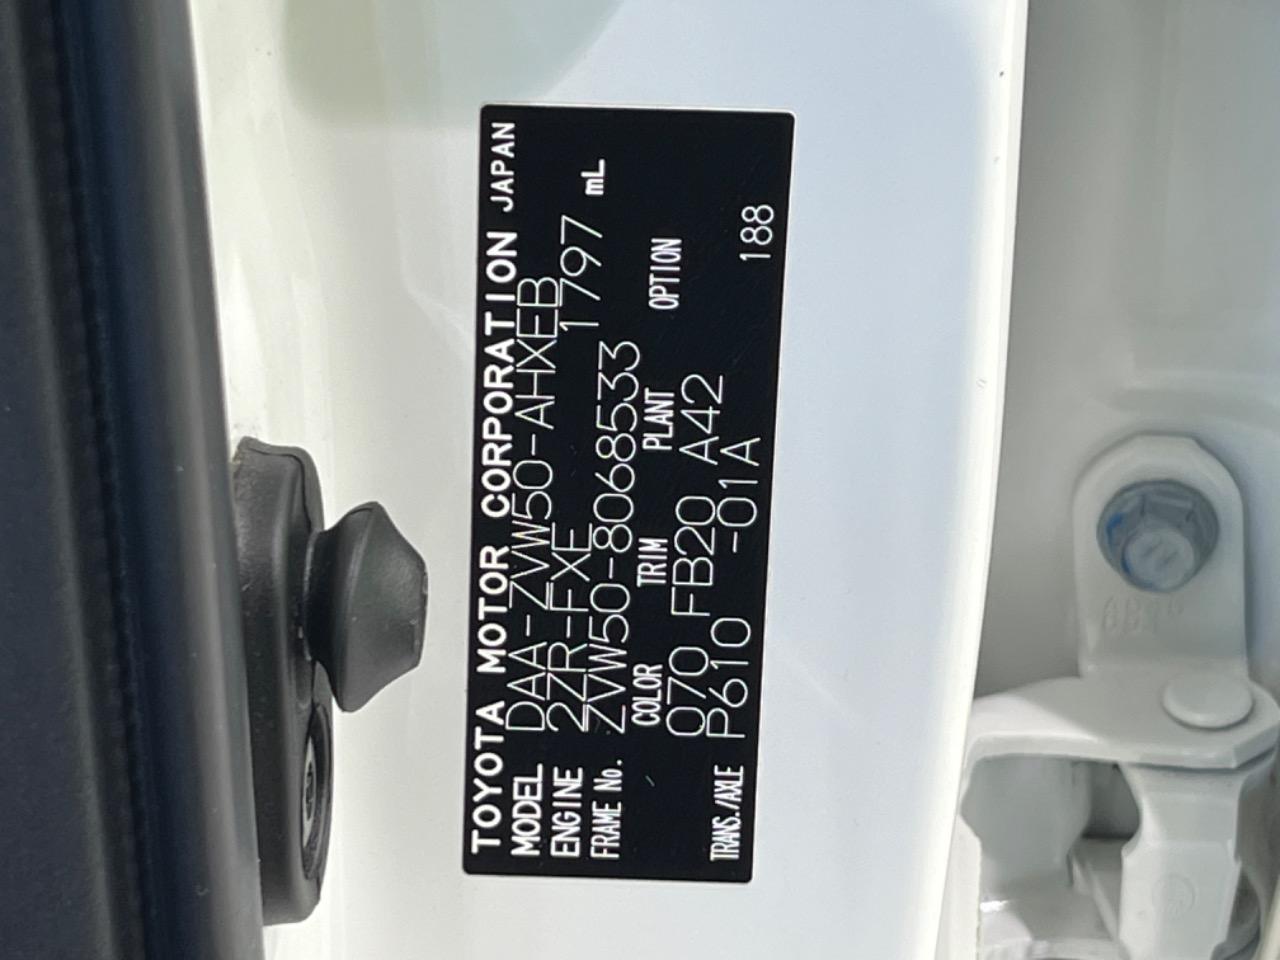 TOYOTA MOTOR CORPORATION JAPAN
MODEL DAA-ZVW50-AHXEB
ENGINE 2ZR-FXE 1797 mL
FRAME No. ZVW50-8068533
COLOR TRIM PLANT OPTION
070 FB20 A42
TRANS./AXLE P610 -01A 188